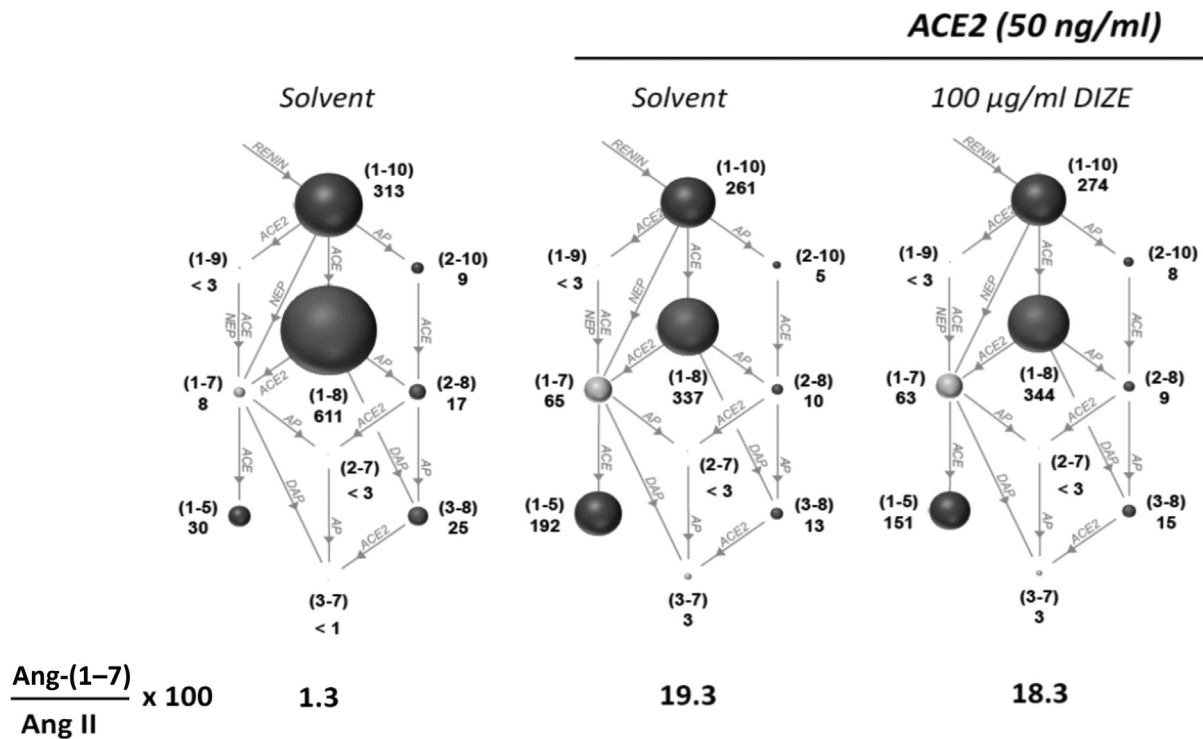 ACE2 (50 ng/ml)
Solvent
Solvent
100 µg/ml DIZE
RENIN
(1-10)
313
ACE2
AP
(1-9)
< 3
ACE
(2-10)
9
NEP
ACE
NEP
ACE
ACE2
AP
(1-7)
8
(1-8)
611
(2-8)
17
AP
ACE2
ACE
DAP
DAP
AP
(2-7)
< 3
(1-5)
30
AP
(3-8)
25
ACE2
(3-7)
< 1
RENIN
(1-10)
261
ACE2
AP
(1-9)
< 3
ACE
(2-10)
5
NEP
ACE
NEP
ACE
ACE2
AP
(1-7)
65
(1-8)
337
(2-8)
10
AP
ACE2
ACE
DAP
DAP
AP
(2-7)
< 3
(1-5)
192
AP
(3-8)
13
ACE2
(3-7)
3
RENIN
(1-10)
274
ACE2
AP
(1-9)
< 3
ACE
(2-10)
8
NEP
ACE
NEP
ACE
ACE2
AP
(1-7)
63
(1-8)
344
(2-8)
9
AP
ACE2
ACE
DAP
DAP
AP
(2-7)
< 3
(1-5)
151
AP
(3-8)
15
ACE2
(3-7)
3
Ang-(1–7)
Ang II
x 100
1.3
19.3
18.3